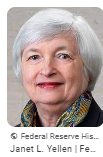 © Federal Reserve His...
Janet L. Yellen | Fe...